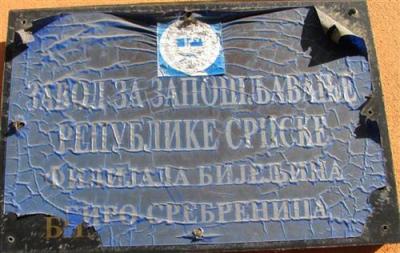 ЗАВОД ЗА ЗАПОШЉАВАЊЕ
РЕПУБЛИКЕ СРПСКЕ
ФИЛИЈАЛА БИЈЕЉИНА
БИРО СРЕБРЕНИЦА